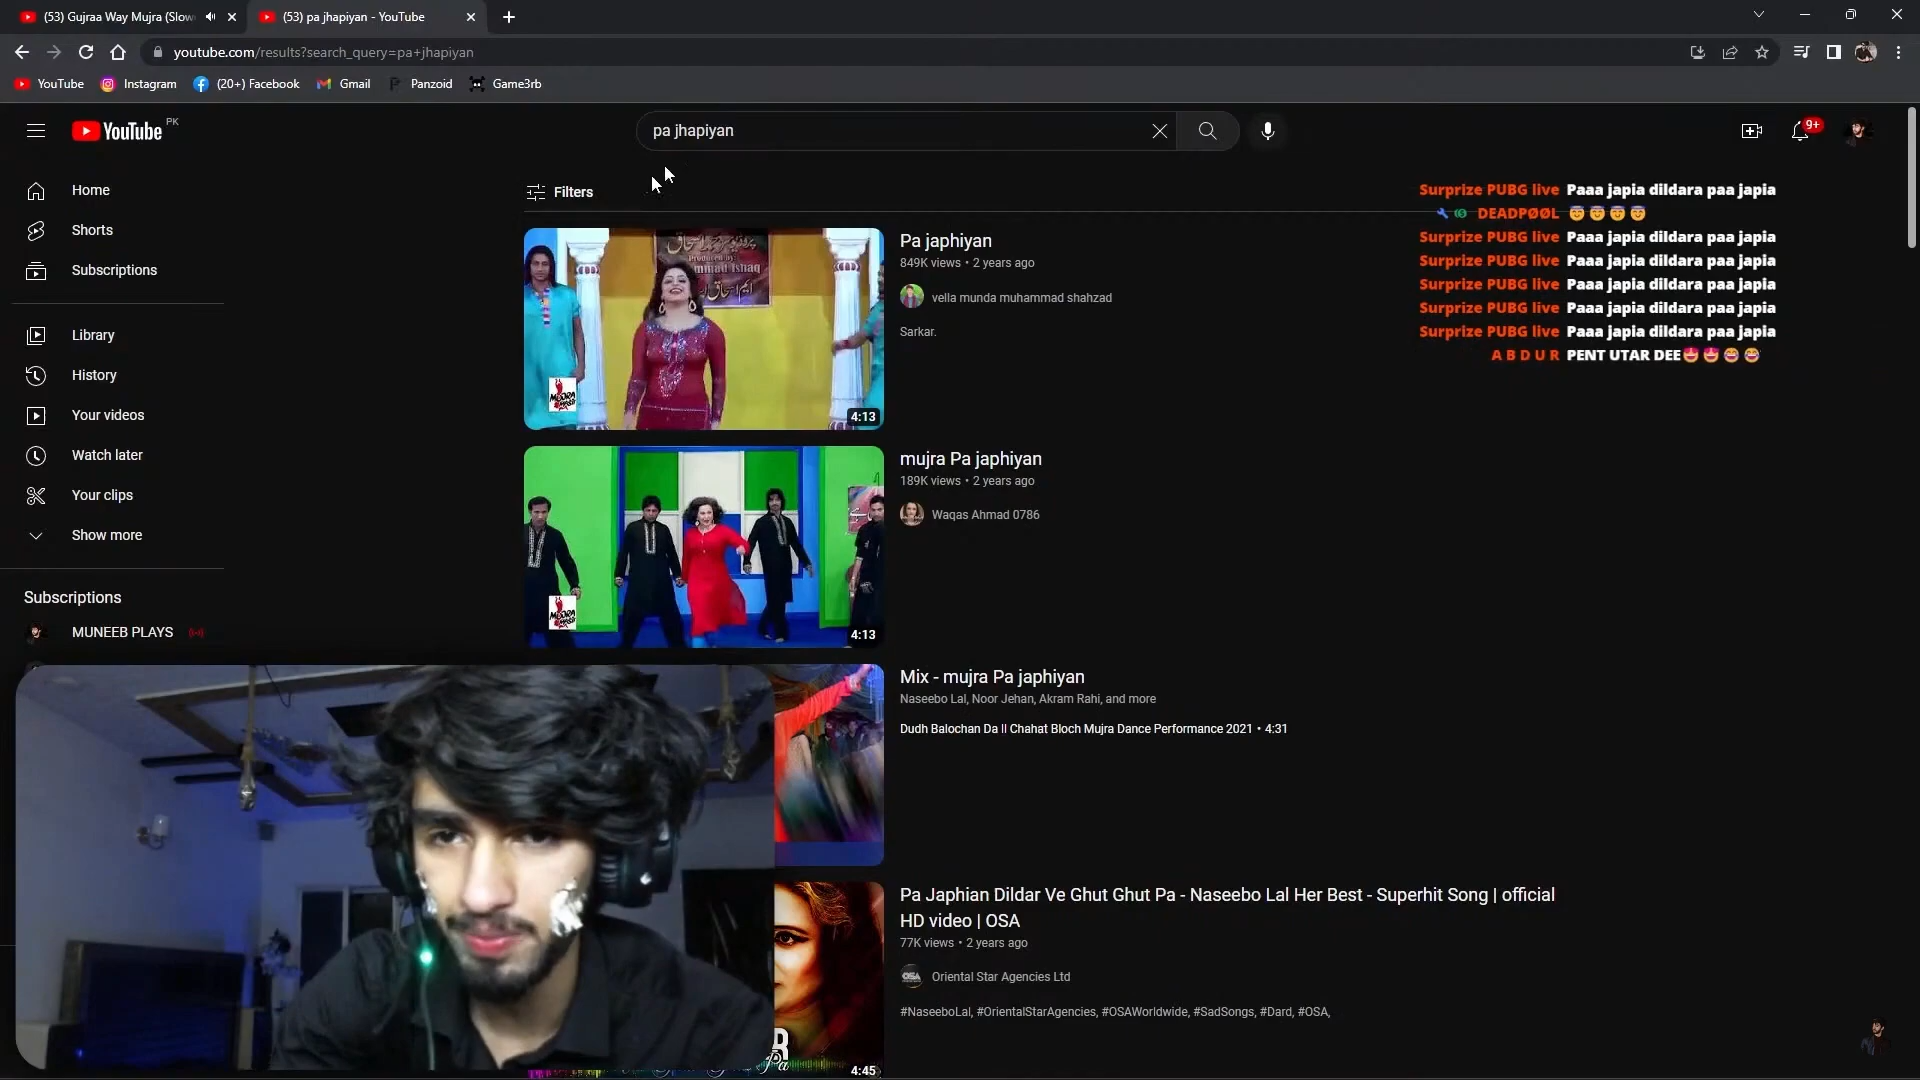 (53) Gujraa Way Mujra (Slow
(53) pa jhapiyan - YouTube
youtube.com/results?search_query=pa+jhapiyan
YouTube
Instagram
(20+) Facebook
Gmail
Panzoid
Game3rb
YouTube PK
pa jhapiyan
9+
Home
Shorts
Subscriptions
Library
History
Your videos
Watch later
Your clips
Show more
Subscriptions
MUNEEB PLAYS
Filters
Produced by:
4:13
Pa japhiyan
849K views • 2 years ago
vella munda muhammad shahzad
Sarkar.
4:13
mujra Pa japhiyan
189K views • 2 years ago
Waqas Ahmad 0786
Mix - mujra Pa japhiyan
Naseebo Lal, Noor Jehan, Akram Rahi, and more
Dudh Balochan Da II Chahat Bloch Mujra Dance Performance 2021 • 4:31
Pa Japhian Dildar Ve Ghut Ghut Pa - Naseebo Lal Her Best - Superhit Song | official
HD video | OSA
77K views • 2 years ago
OSA
Oriental Star Agencies Ltd
#NaseeboLal, #OrientalStarAgencies, #OSAWorldwide, #SadSongs, #Dard, #OSA,
4:45
Surprize PUBG live Paaa japia dildara paa japia
DEADPØØL 😇😇😇😇
Surprize PUBG live Paaa japia dildara paa japia
Surprize PUBG live Paaa japia dildara paa japia
Surprize PUBG live Paaa japia dildara paa japia
Surprize PUBG live Paaa japia dildara paa japia
Surprize PUBG live Paaa japia dildara paa japia
A B D U R PENT UTAR DEE🤩🤩😂😂